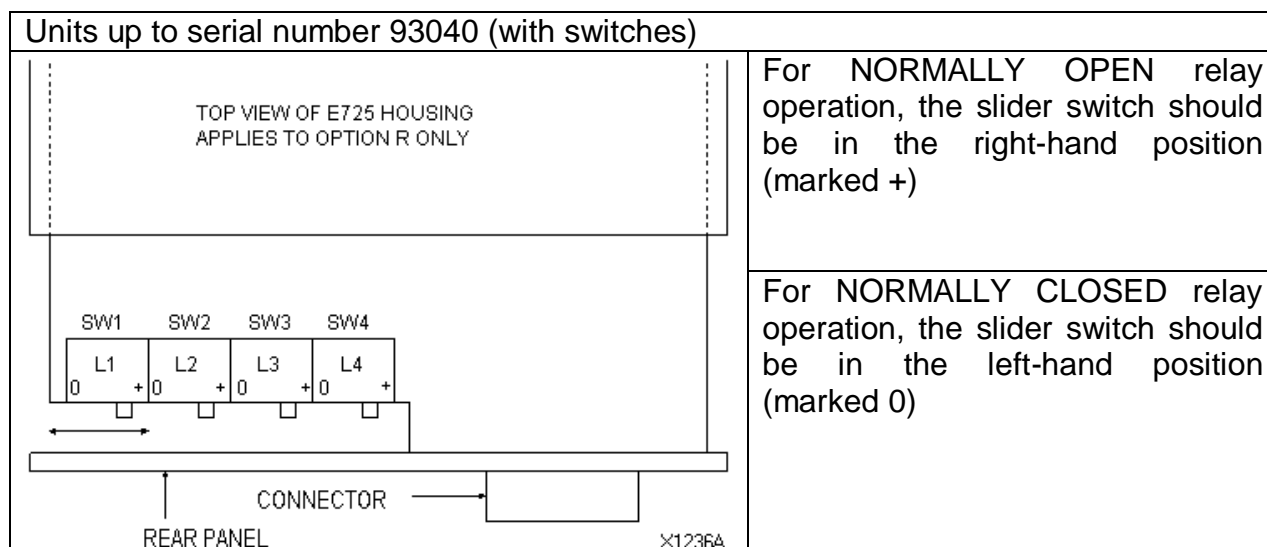 Units up to serial number 93040 (with switches)
TOP VIEW OF E725 HOUSING
APPLIES TO OPTION R ONLY
SW1 SW2 SW3 SW4
L1 L2 L3 L4
0 + 0 + 0 + 0 +
CONNECTOR
REAR PANEL
X1236A
For NORMALLY OPEN relay
operation, the slider switch should
be in the right-hand position
(marked +)
For NORMALLY CLOSED relay
operation, the slider switch should
be in the left-hand position
(marked 0)